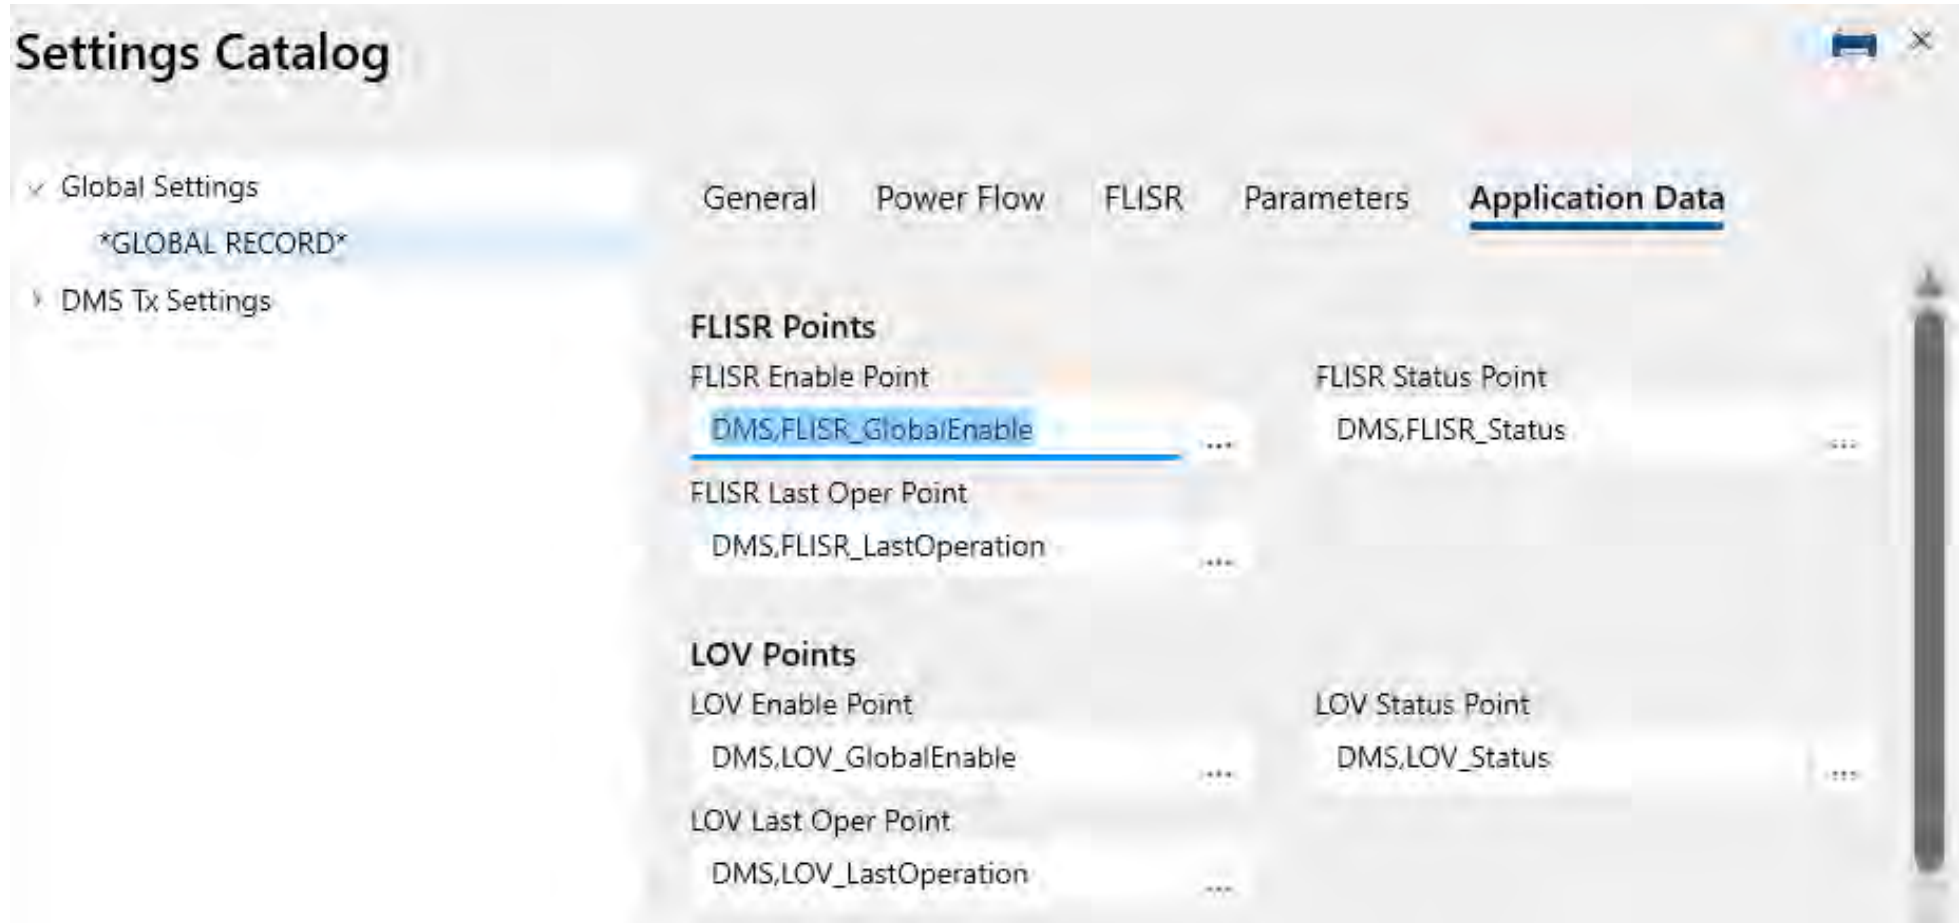 Settings Catalog
Global Settings
*GLOBAL RECORD*
DMS Tx Settings
General Power Flow FLISR Parameters Application Data
FLISR Points
FLISR Enable Point FLISR Status Point
DMS,FLISR_GlobalEnable ... DMS,FLISR_Status ...
FLISR Last Oper Point
DMS,FLISR_LastOperation ...
LOV Points
LOV Enable Point LOV Status Point
DMS,LOV_GlobalEnable ... DMS,LOV_Status ...
LOV Last Oper Point
DMS,LOV_LastOperation ...